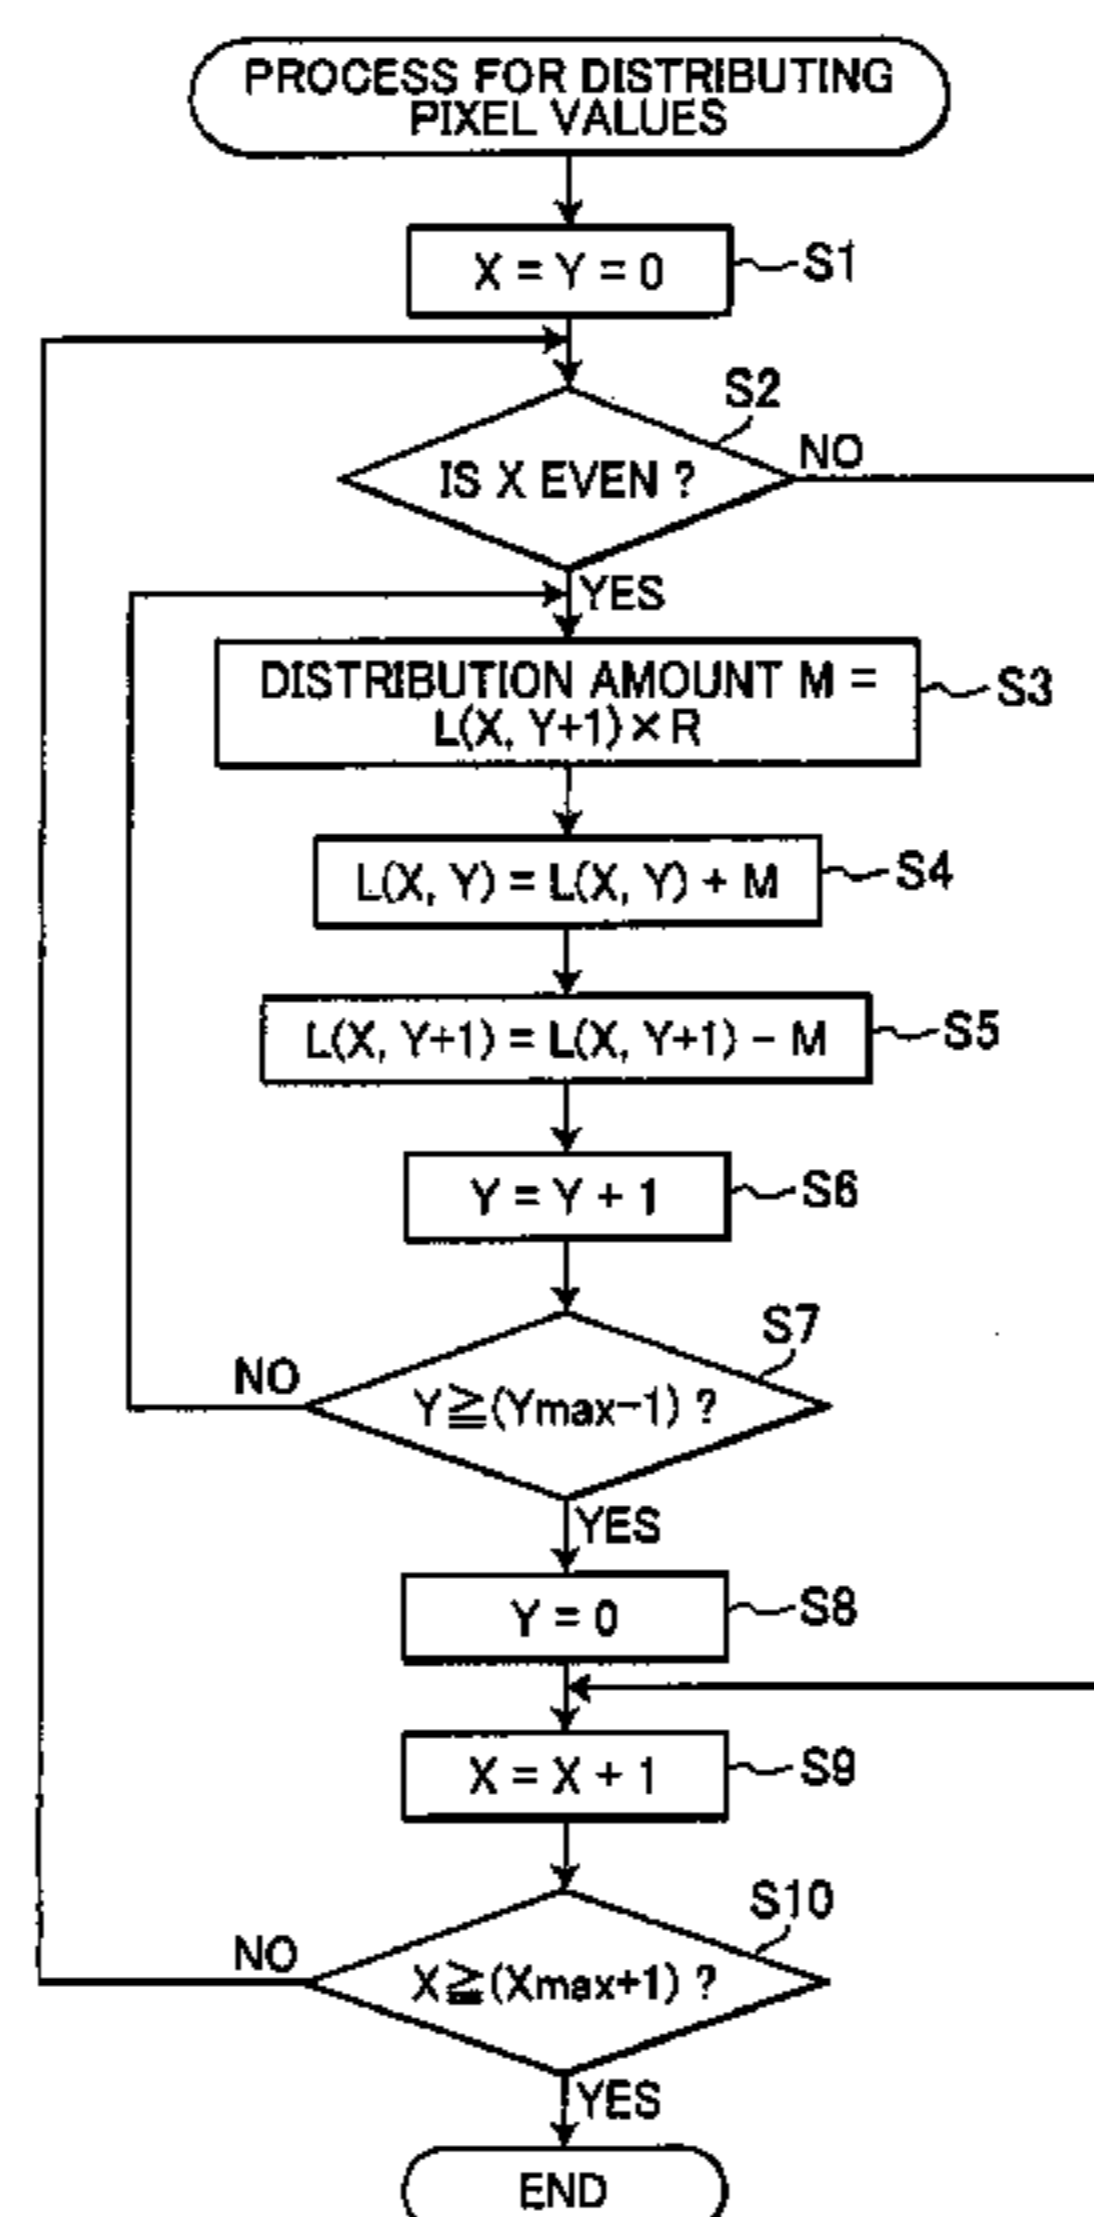 PROCESS FOR DISTRIBUTING
PIXEL VALUES
X = Y = 0
S1
S2
IS X EVEN ?
NO
YES
DISTRIBUTION AMOUNT M =
L(X, Y+1) × R
S3
L(X, Y) = L(X, Y) + M
S4
L(X, Y+1) = L(X, Y+1) − M
S5
Y = Y + 1
S6
S7
NO
Y≧(Ymax−1) ?
YES
Y = 0
S8
X = X + 1
S9
S10
NO
X≧(Xmax+1) ?
YES
END